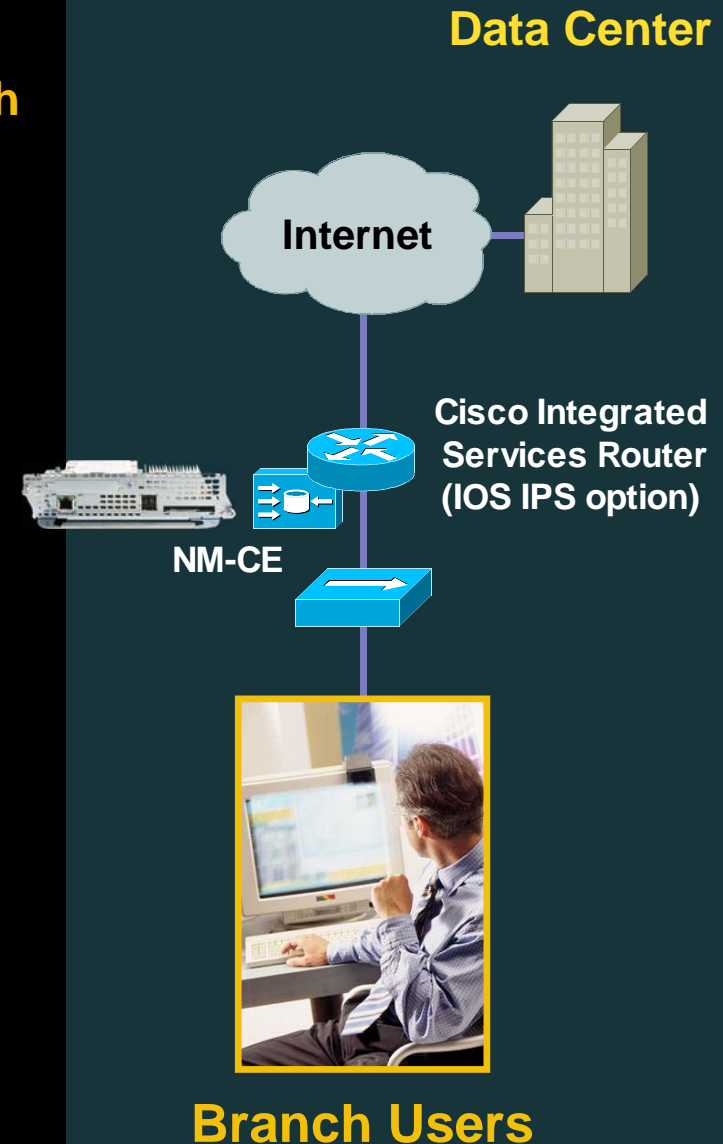 Data Center
h
Internet
Cisco Integrated
Services Router
(IOS IPS option)
NM-CE
Branch Users